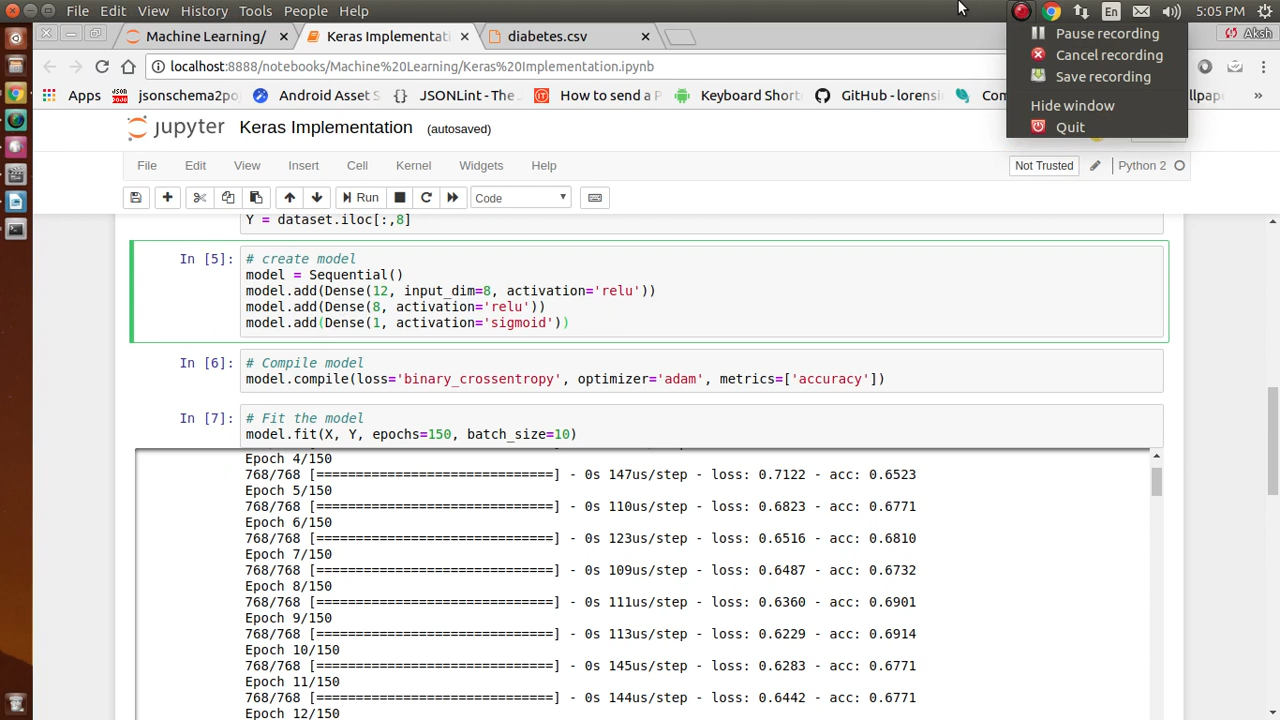 File Edit View History Tools People Help
En 5:05 PM
Machine Learning/ Keras Implementa diabetes.csv Aksh
localhost:8888/notebooks/Machine%20Learning/Keras%20Implementation.ipynb
Apps jsonschema2po Android Asset S JSONLint - The J How to send a P Keyboard Short GitHub - lorensi Com llpape »
Pause recording
Cancel recording
Save recording
Hide window
Quit
jupyter Keras Implementation (autosaved)
File Edit View Insert Cell Kernel Widgets Help Not Trusted Python 2
Run Code
Y = dataset.iloc[:,8]
In [5]: # create model
model = Sequential()
model.add(Dense(12, input_dim=8, activation='relu'))
model.add(Dense(8, activation='relu'))
model.add(Dense(1, activation='sigmoid'))
In [6]: # Compile model
model.compile(loss='binary_crossentropy', optimizer='adam', metrics=['accuracy'])
In [7]: # Fit the model
model.fit(X, Y, epochs=150, batch_size=10)
Epoch 4/150
768/768 [==============================] - 0s 147us/step - loss: 0.7122 - acc: 0.6523
Epoch 5/150
768/768 [==============================] - 0s 110us/step - loss: 0.6823 - acc: 0.6771
Epoch 6/150
768/768 [==============================] - 0s 123us/step - loss: 0.6516 - acc: 0.6810
Epoch 7/150
768/768 [==============================] - 0s 109us/step - loss: 0.6487 - acc: 0.6732
Epoch 8/150
768/768 [==============================] - 0s 111us/step - loss: 0.6360 - acc: 0.6901
Epoch 9/150
768/768 [==============================] - 0s 113us/step - loss: 0.6229 - acc: 0.6914
Epoch 10/150
768/768 [==============================] - 0s 145us/step - loss: 0.6283 - acc: 0.6771
Epoch 11/150
768/768 [==============================] - 0s 144us/step - loss: 0.6442 - acc: 0.6771
Epoch 12/150